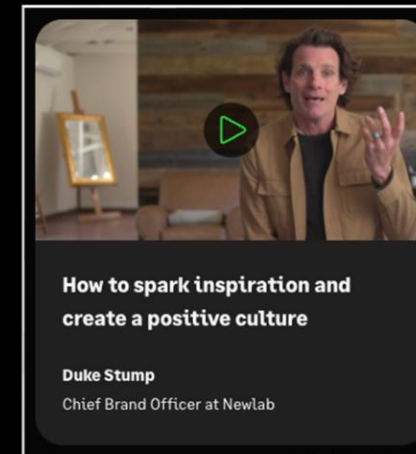 How to spark inspiration and
create a positive culture
Duke Stump
Chief Brand Officer at Newlab